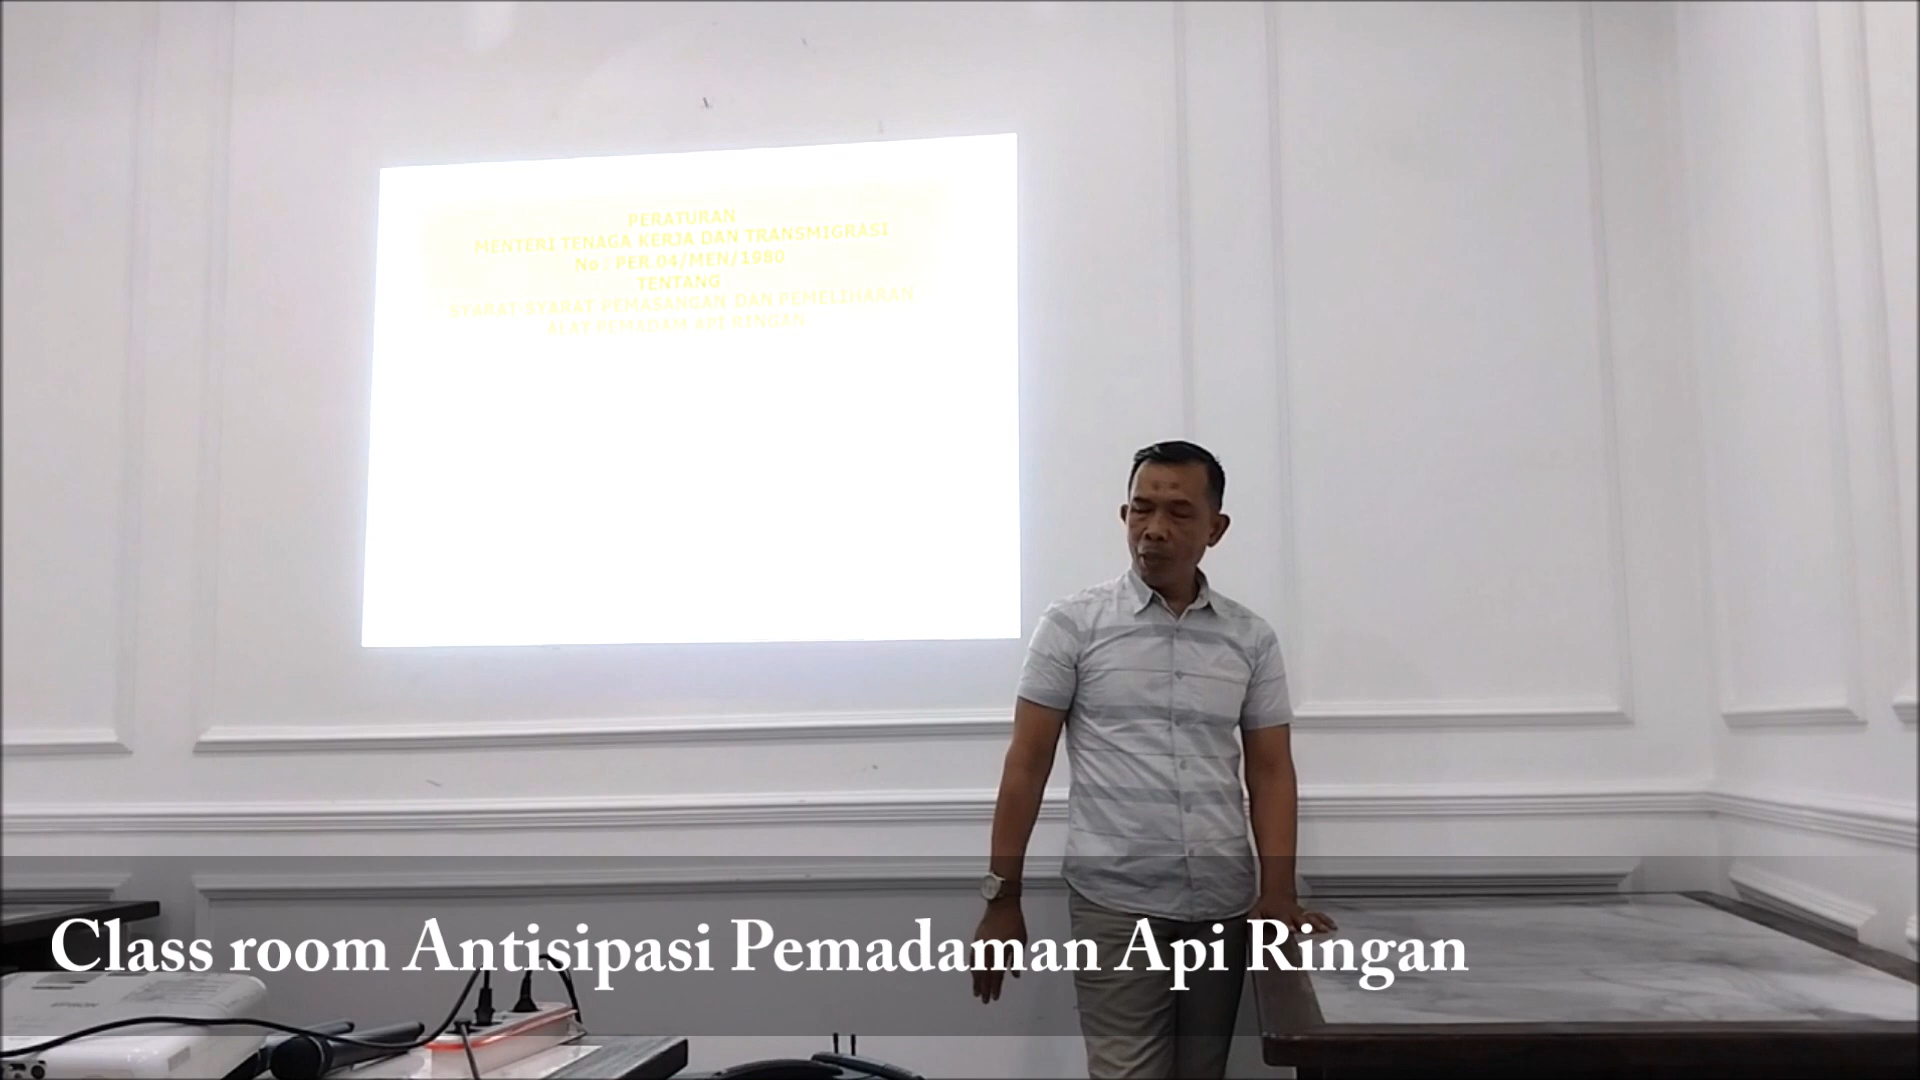 PERATURAN
MENTERI TENAGA KERJA DAN TRANSMIGRASI
No : PER.04/MEN/1980
TENTANG
SYARAT SYARAT PEMASANGAN DAN PEMELIHARAN
ALAT PEMADAM API RINGAN
Class room Antisipasi Pemadaman Api Ringan